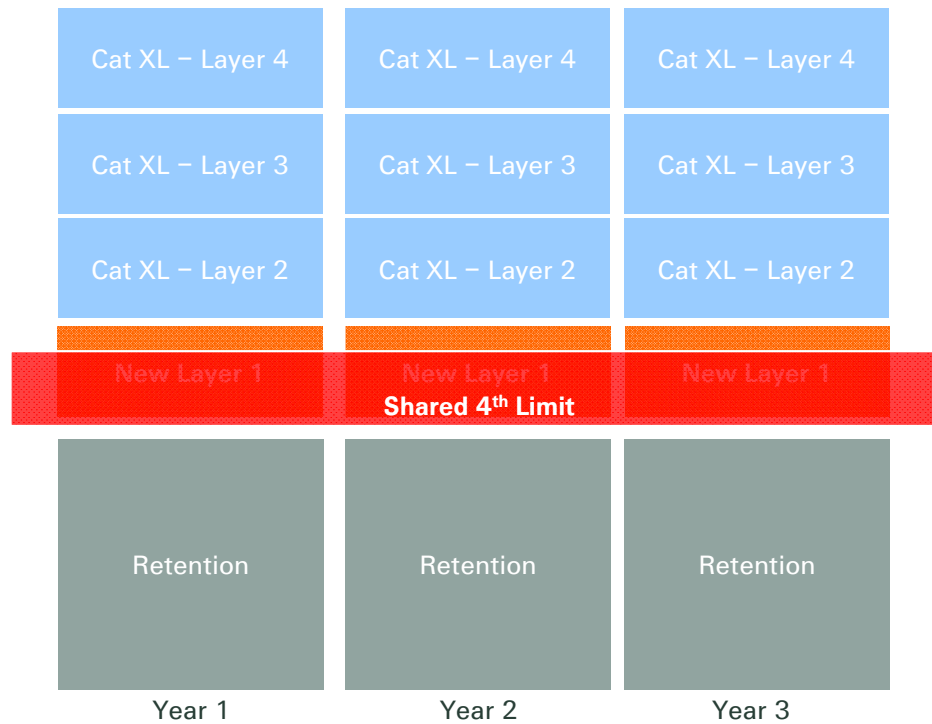 Cat XL – Layer 4 Cat XL – Layer 4 Cat XL – Layer 4
Cat XL – Layer 3 Cat XL – Layer 3 Cat XL – Layer 3
Cat XL – Layer 2 Cat XL – Layer 2 Cat XL – Layer 2
New Layer 1 New Layer 1 New Layer 1
Shared 4th Limit
Retention Retention Retention
Year 1 Year 2 Year 3